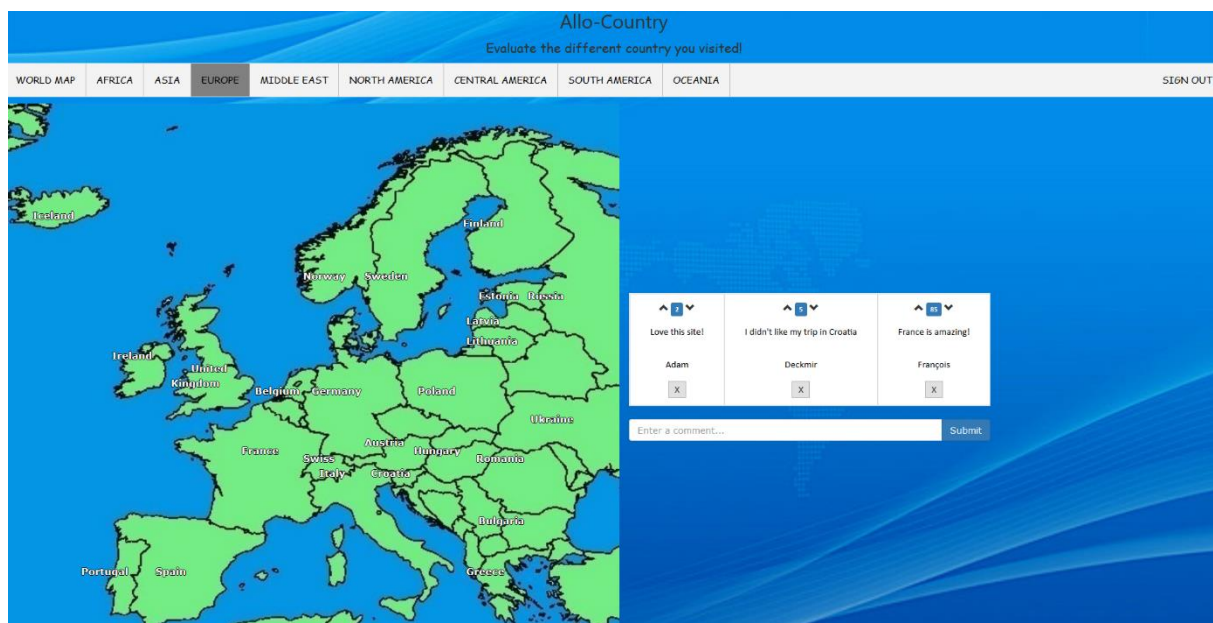 Allo-Country
Evaluate the different country you visited!
WORLD MAP AFRICA ASIA EUROPE MIDDLE EAST NORTH AMERICA CENTRAL AMERICA SOUTH AMERICA OCEANIA SIGN OUT
Iceland
Finland
Norway Sweden
Estonia Russia
Latvia
Lithuania
Ireland
United
Kingdom
Belgium Germany Poland
Ukraine
France
Austria
Swiss Hungary Romania
Italy Croatia
Bulgaria
Portugal Spain Greece
2 5 85
Love this site! I didn't like my trip in Croatia France is amazing!
Adam Deckmir François
X X X
Enter a comment... Submit